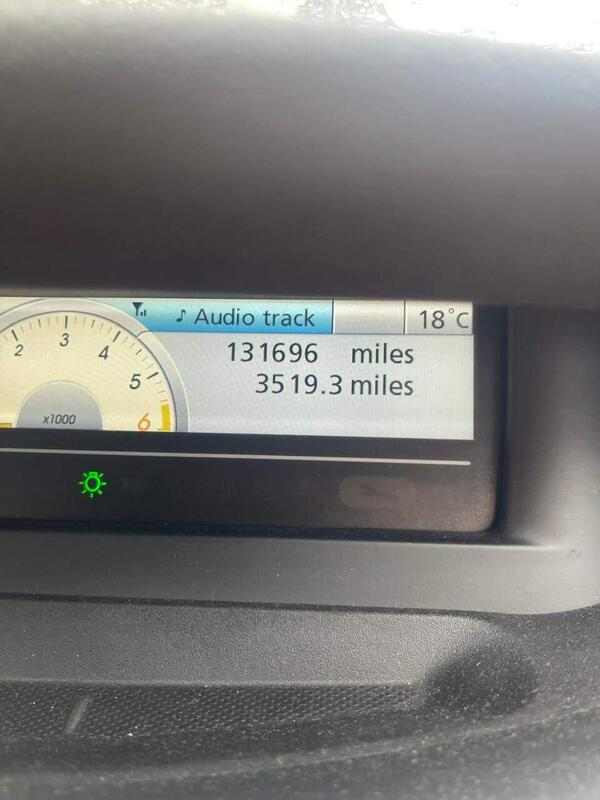 ♪ Audio track 18°C
131696 miles
3519.3 miles
2 3 4 5 6
x1000